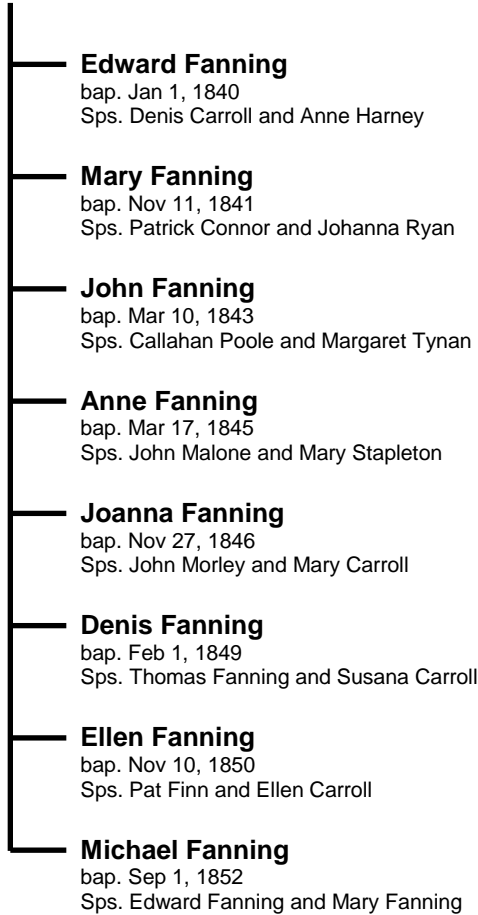 Edward Fanning
bap. Jan 1, 1840
Sps. Denis Carroll and Anne Harney
Mary Fanning
bap. Nov 11, 1841
Sps. Patrick Connor and Johanna Ryan
John Fanning
bap. Mar 10, 1843
Sps. Callahan Poole and Margaret Tynan
Anne Fanning
bap. Mar 17, 1845
Sps. John Malone and Mary Stapleton
Joanna Fanning
bap. Nov 27, 1846
Sps. John Morley and Mary Carroll
Denis Fanning
bap. Feb 1, 1849
Sps. Thomas Fanning and Susana Carroll
Ellen Fanning
bap. Nov 10, 1850
Sps. Pat Finn and Ellen Carroll
Michael Fanning
bap. Sep 1, 1852
Sps. Edward Fanning and Mary Fanning